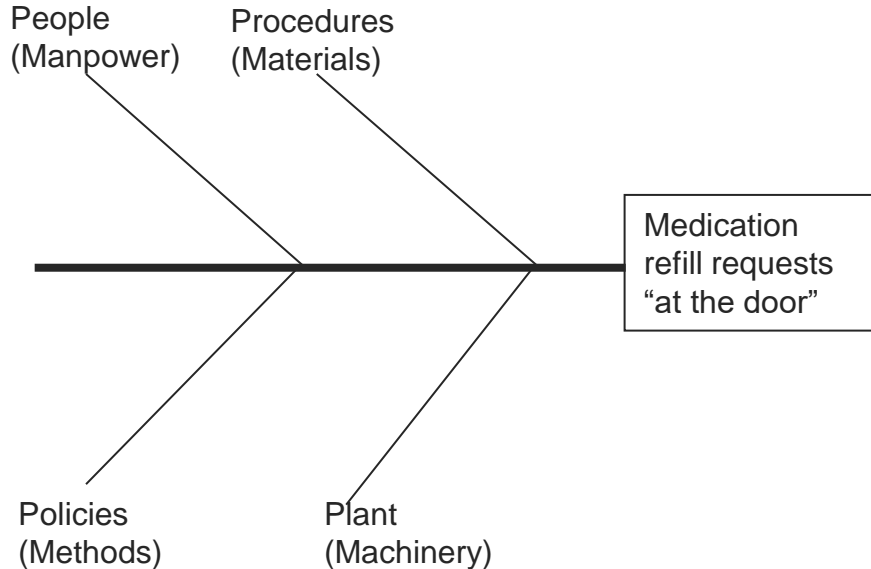 People
(Manpower)
Procedures
(Materials)
Medication
refill requests
“at the door”
Policies
(Methods)
Plant
(Machinery)